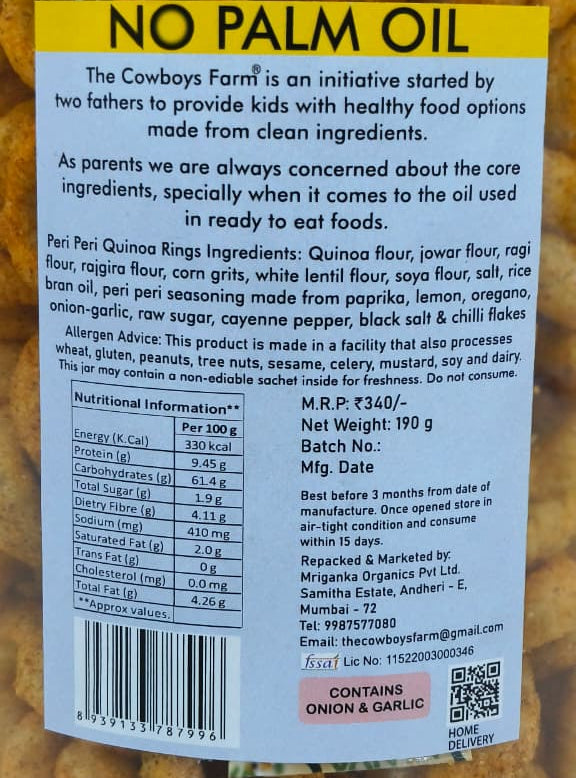 NO PALM OIL
The Cowboys Farm® is an initiative started by
two fathers to provide kids with healthy food options
made from clean ingredients.
As parents we are always concerned about the core
ingredients, specially when it comes to the oil used
in ready to eat foods.
Peri Peri Quinoa Rings Ingredients: Quinoa flour, jowar flour, ragi
flour, rajgira flour, corn grits, white lentil flour, soya flour, salt, rice
bran oil, peri peri seasoning made from paprika, lemon, oregano,
onion-garlic, raw sugar, cayenne pepper, black salt & chilli flakes
Allergen Advice: This product is made in a facility that also processes
wheat, gluten, peanuts, tree nuts, sesame, celery, mustard, soy and dairy.
This jar may contain a non-ediable sachet inside for freshness. Do not consume.
Nutritional Information**
Per 100 g
Energy (K.Cal) 330 kcal
Protein (g) 9.45 g
Carbohydrates (g) 61.4 g
Total Sugar (g) 1.9 g
Dietry Fibre (g) 4.11 g
Sodium (mg) 410 mg
Saturated Fat (g) 2.0 g
Trans Fat (g) 0 g
Cholesterol (mg) 0.0 mg
Total Fat (g) 4.26 g
**Approx values.
8 939133 787996
M.R.P: ₹340/-
Net Weight: 190 g
Batch No.:
Mfg. Date
Best before 3 months from date of
manufacture. Once opened store in
air-tight condition and consume
within 15 days.
Repacked & Marketed by:
Mriganka Organics Pvt Ltd.
Samitha Estate, Andheri - E,
Mumbai - 72
Tel: 9987577080
Email: thecowboysfarm@gmail.com
fssai Lic No: 11522003000346
CONTAINS
ONION & GARLIC
HOME
DELIVERY